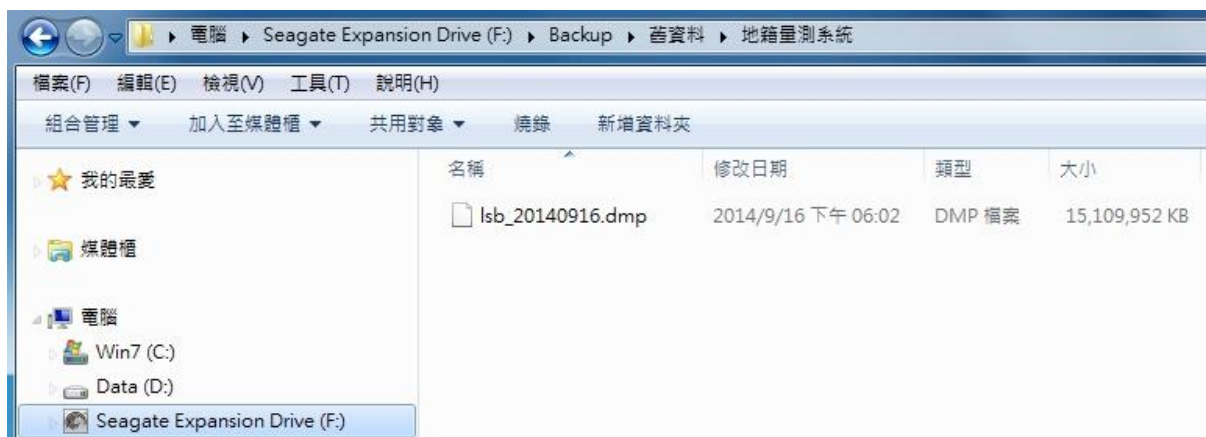 電腦 ▸ Seagate Expansion Drive (F:) ▸ Backup ▸ 舊資料 ▸ 地籍量測系統
檔案(F) 編輯(E) 檢視(V) 工具(T) 說明(H)
組合管理 加入至媒體櫃 共用對象 燒錄 新增資料夾
名稱 修改日期 類型 大小
我的最愛
lsb_20140916.dmp 2014/9/16 下午 06:02 DMP 檔案 15,109,952 KB
媒體櫃
電腦
Win7 (C:)
Data (D:)
Seagate Expansion Drive (F:)